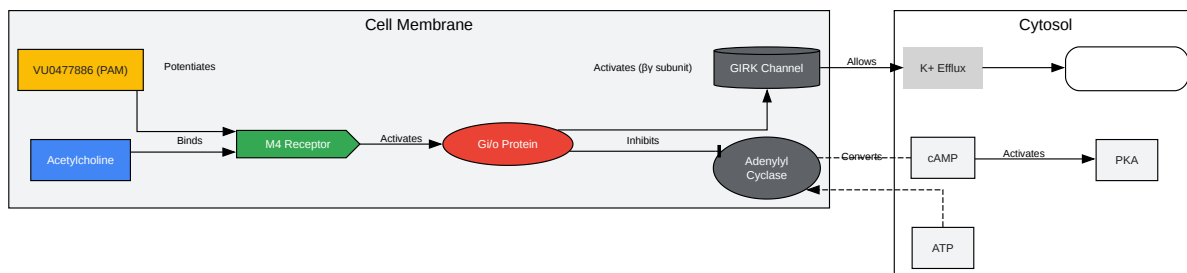 Cell Membrane
Cytosol
VU0477886 (PAM)
Potentiates
Activates (βγ subunit)
GIRK Channel
Allows
K+ Efflux
Acetylcholine
Binds
M4 Receptor
Activates
Gi/o Protein
Inhibits
Adenylyl
Cyclase
Converts
cAMP
Activates
PKA
ATP